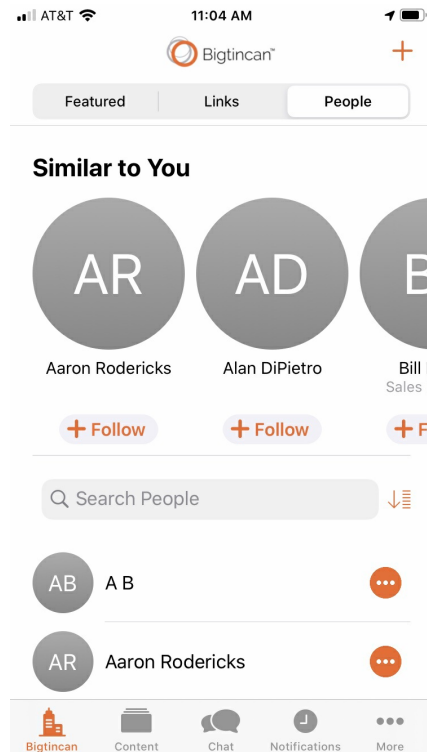 AT&T 11:04 AM
Bigtincan™
Featured Links People
Similar to You
AR AD B
Aaron Rodericks Alan DiPietro Bill
Sales
Follow Follow F
Search People
AB A B
AR Aaron Rodericks
Bigtincan Content Chat Notifications More